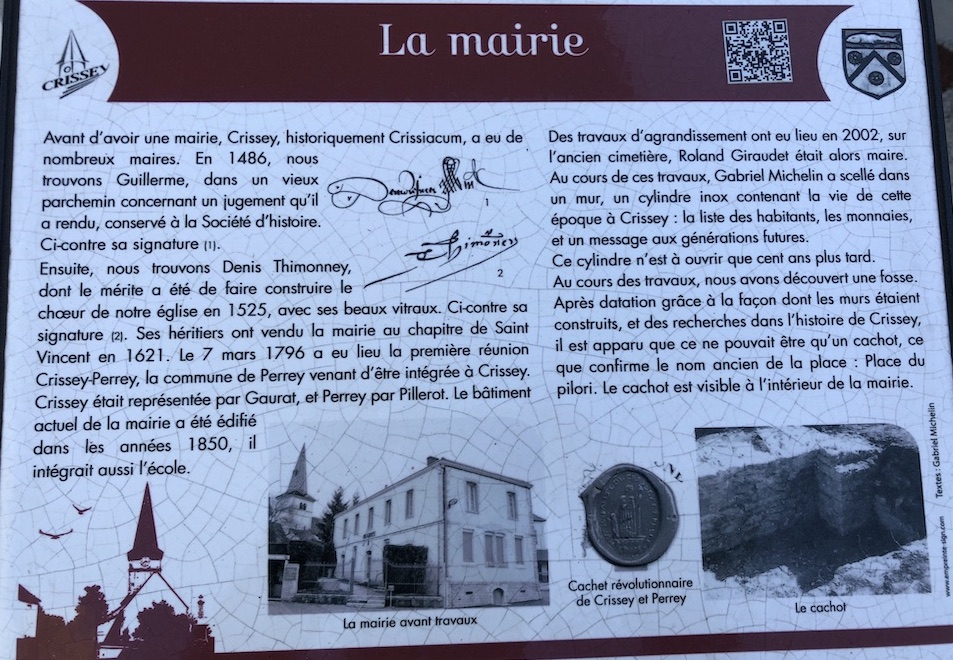 La mairie
CRISSEY
Avant d'avoir une mairie, Crissey, historiquement Crissiacum, a eu de
nombreux maires. En 1486, nous
trouvons Guillerme, dans un vieux
parchemin concernant un jugement qu'il
a rendu, conservé à la Société d'histoire.
Ci-contre sa signature (1).
1
Ensuite, nous trouvons Denis Thimonney,
dont le mérite a été de faire construire le
chœur de notre église en 1525, avec ses beaux vitraux. Ci-contre sa
signature (2). Ses héritiers ont vendu la mairie au chapitre de Saint
Vincent en 1621. Le 7 mars 1796 a eu lieu la première réunion
Crissey-Perrey, la commune de Perrey venant d'être intégrée à Crissey.
Crissey était représentée par Gaurat, et Perrey par Pillerot. Le bâtiment
actuel de la mairie a été édifié
dans les années 1850, il
intégrait aussi l'école.
Thimoney
2
Des travaux d'agrandissement ont eu lieu en 2002, sur
l'ancien cimetière, Roland Giraudet était alors maire.
Au cours de ces travaux, Gabriel Michelin a scellé dans
un mur, un cylindre inox contenant la vie de cette
époque à Crissey : la liste des habitants, les monnaies,
et un message aux générations futures.
Ce cylindre n'est à ouvrir que cent ans plus tard.
Au cours des travaux, nous avons découvert une fosse.
Après datation grâce à la façon dont les murs étaient
construits, et des recherches dans l'histoire de Crissey,
il est apparu que ce ne pouvait être qu'un cachot, ce
que confirme le nom ancien de la place : Place du
pilori. Le cachot est visible à l'intérieur de la mairie.
La mairie avant travaux
Cachet révolutionnaire
de Crissey et Perrey
Le cachot
Textes : Gabriel Michelin
www.empreinte-sign.com